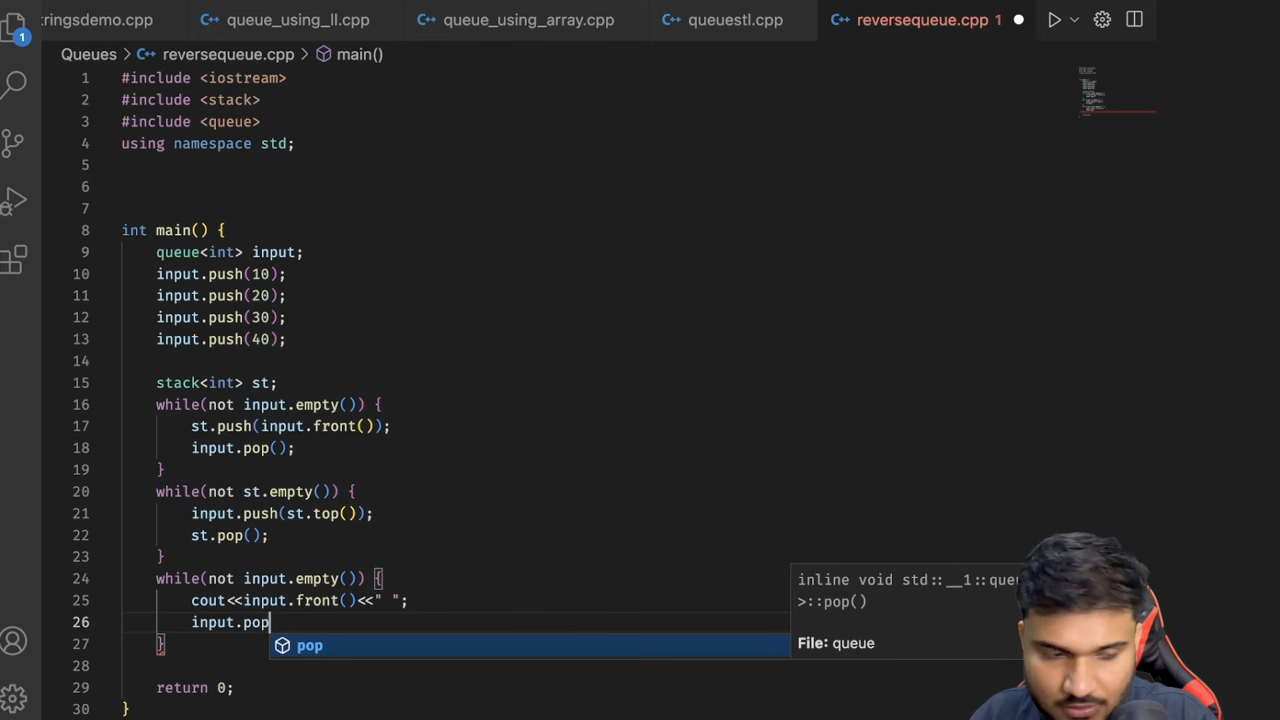 ringsdemo.cpp queue_using_ll.cpp queue_using_array.cpp queuestl.cpp reversequeue.cpp 1
1
Queues > reversequeue.cpp > main()
1 #include <iostream>
2 #include <stack>
3 #include <queue>
4 using namespace std;
5
6
7
8 int main() {
9 queue<int> input;
10 input.push(10);
11 input.push(20);
12 input.push(30);
13 input.push(40);
14
15 stack<int> st;
16 while(not input.empty()) {
17 st.push(input.front());
18 input.pop();
19 }
20 while(not st.empty()) {
21 input.push(st.top());
22 st.pop();
23 }
24 while(not input.empty()) {
25 cout<<input.front()<<" ";
26 input.pop
27 }
28
29 return 0;
30 }
pop
inline void std::__1::que
>::pop()
File: queue